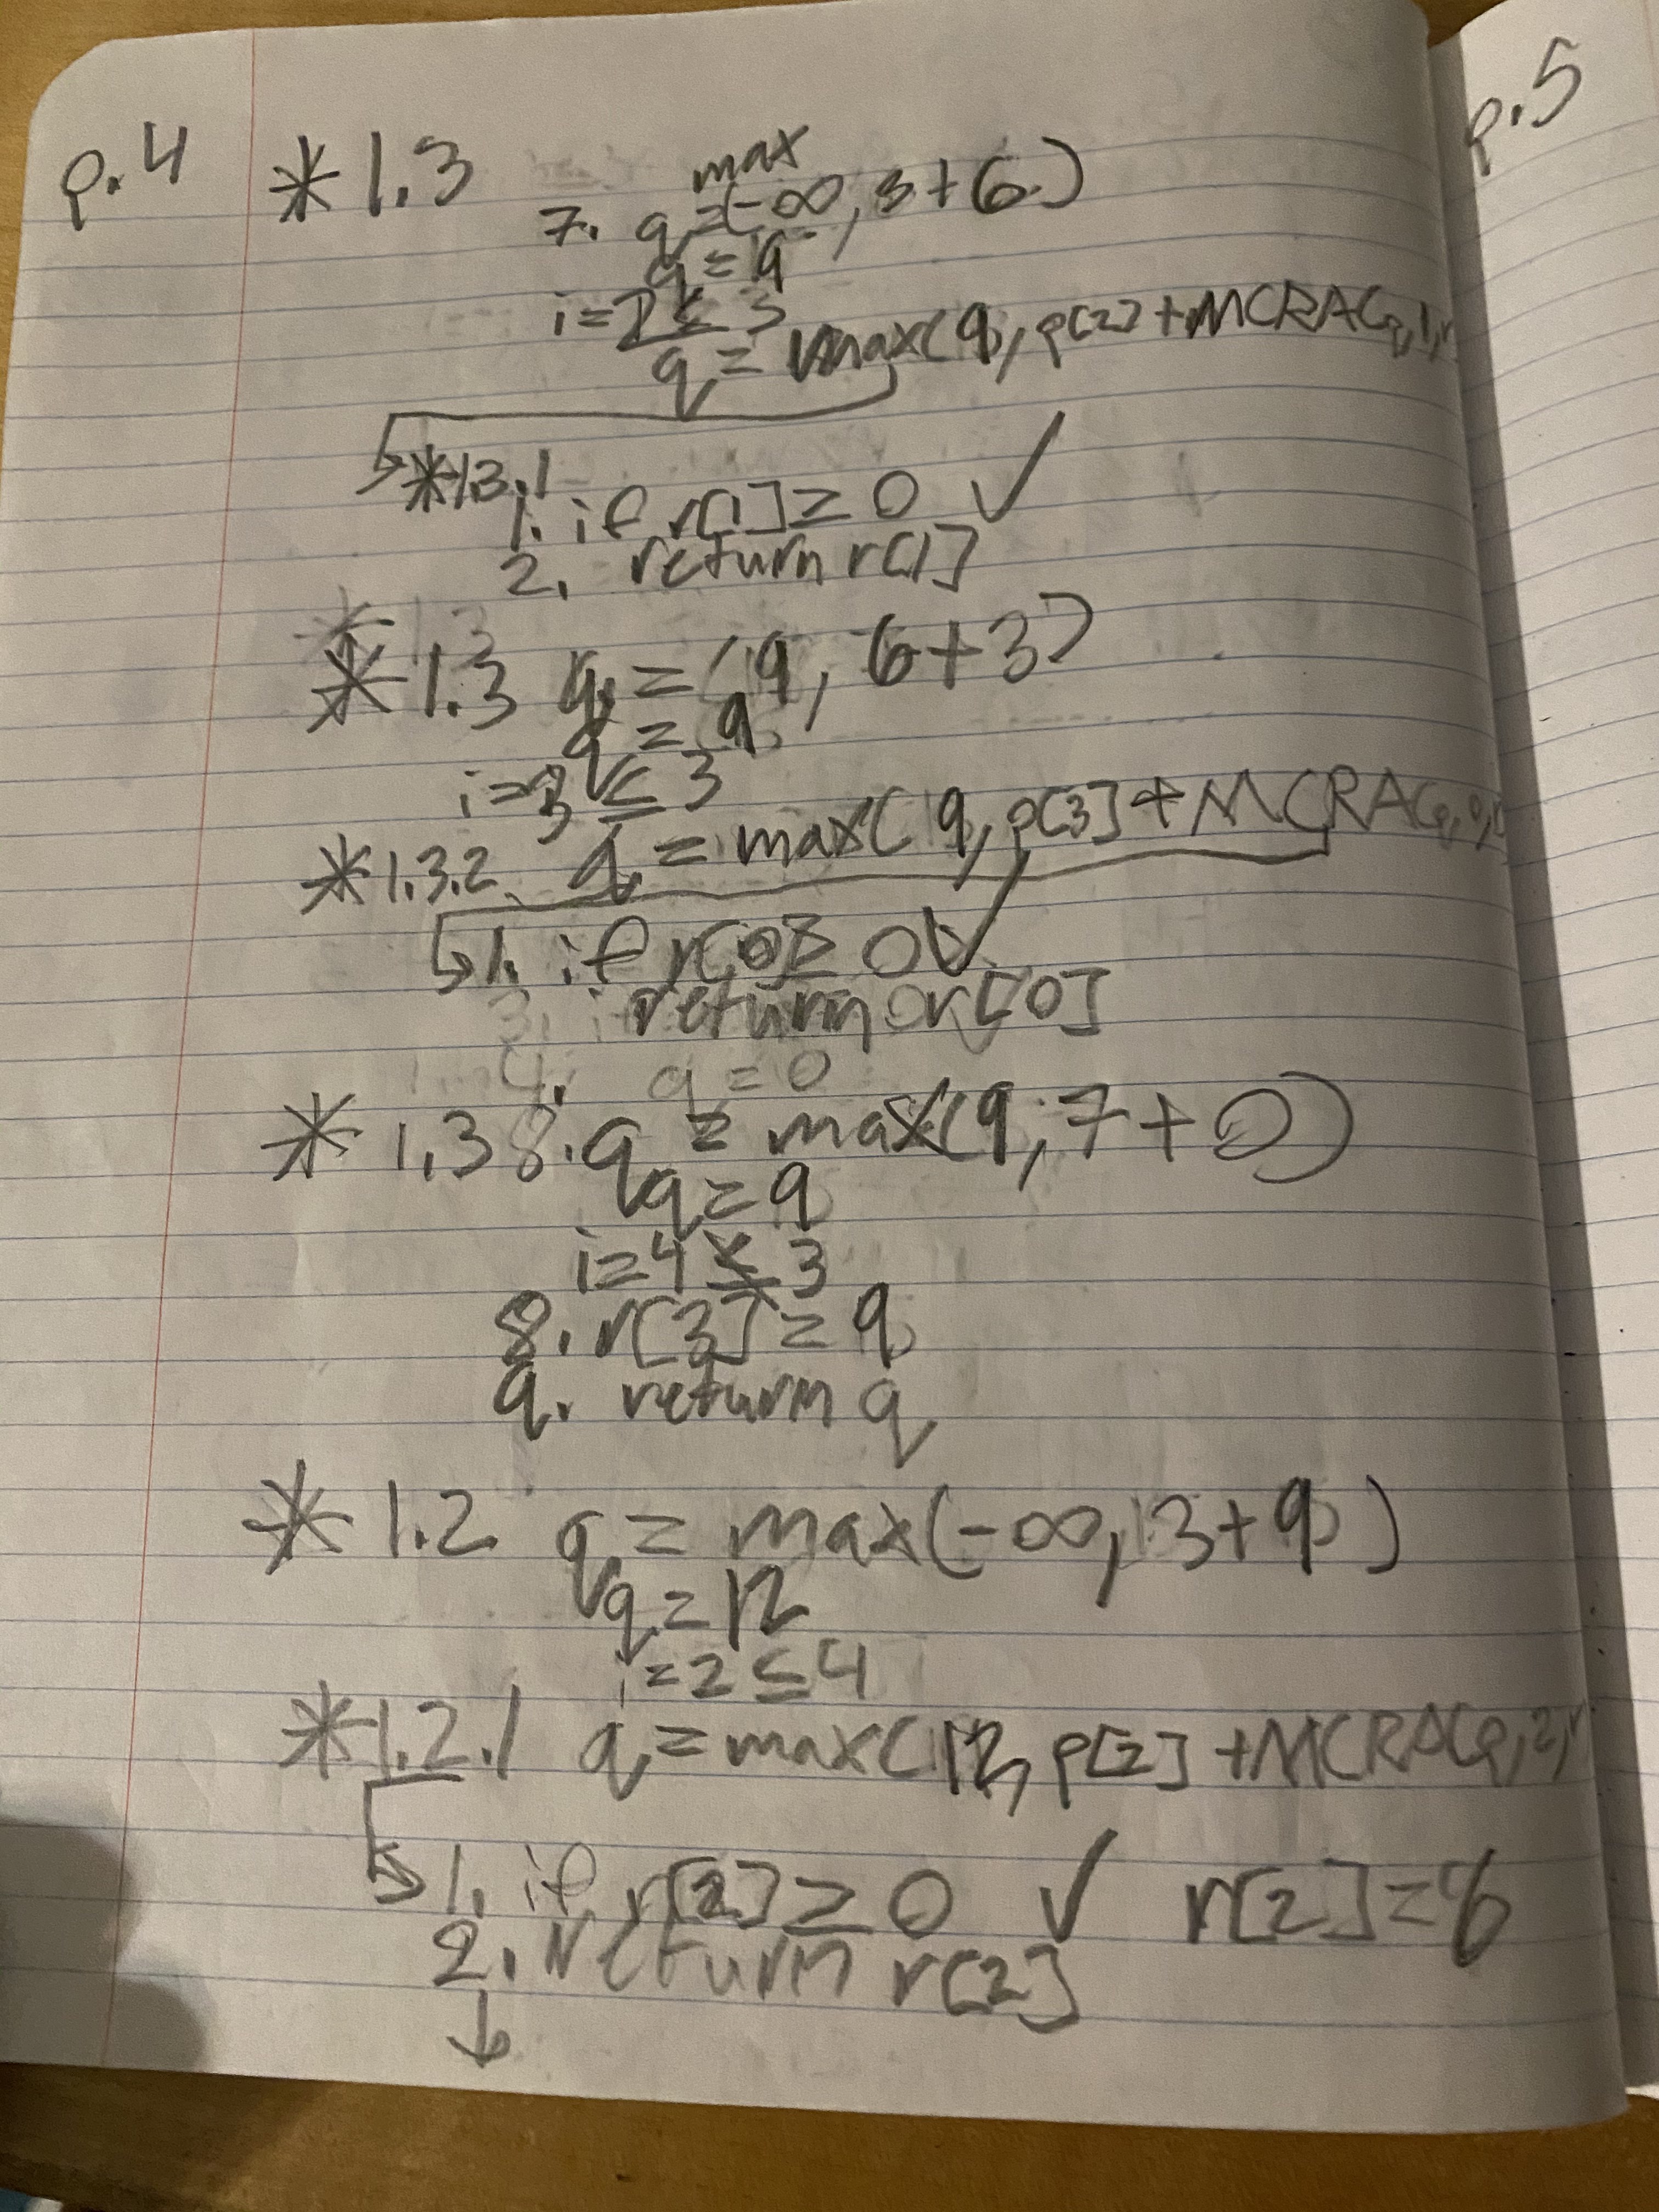 p.4
p.5
* 1.3
max
7. q = (-∞, 3+6)
q = 9
i=2 ≤ 3
q = max(9, p[2] + MCRA(p,1,r
*1.3.1
1. if r[1] ≥ 0 ✓
2. return r[1]
* 1.3 q = (9, 6+3)
q = 9
i=3 ≤ 3
*1.3.2 q = max(9, p[3] + MCRA(p,0,r
1. if r[0] ≥ 0 ✓
return r[0]
4. q = 0
* 1.3 8. q = max(9, 7+0)
q = 9
i=4 ≰ 3
8. r[3] = 9
9. return q
* 1.2 q = max(-∞, 3+9)
q = 12
i = 2 ≤ 4
*1.2.1 q = max(12, p[2] + MCRA(p,2,r
1. if r[2] ≥ 0 ✓ r[2]=6
2. return r[2]
↓